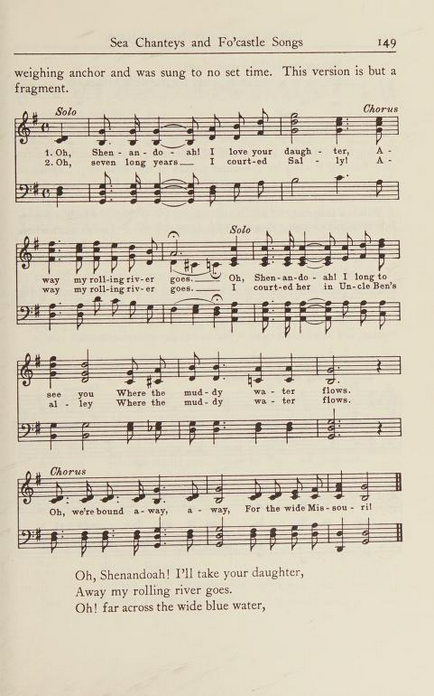 Sea Chanteys and Fo'castle Songs 149
weighing anchor and was sung to no set time. This version is but a
fragment.
Solo Chorus
1. Oh, Shen - an - do - ah! I love your daugh - ter, A -
2. Oh, seven long years I court - ed Sal - ly! A -
Solo
way my roll-ing riv-er goes. Oh, Shen-an-do - ah! I long to
way my roll-ing riv-er goes. I court-ed her in Un-cle Ben's
see you Where the mud-dy wa - ter flows.
al - ley Where the mud-dy wa - ter flows.
Chorus
Oh, we're bound a-way, a - way, For the wide Mis-sou - ri!
Oh, Shenandoah! I'll take your daughter,
Away my rolling river goes.
Oh! far across the wide blue water,